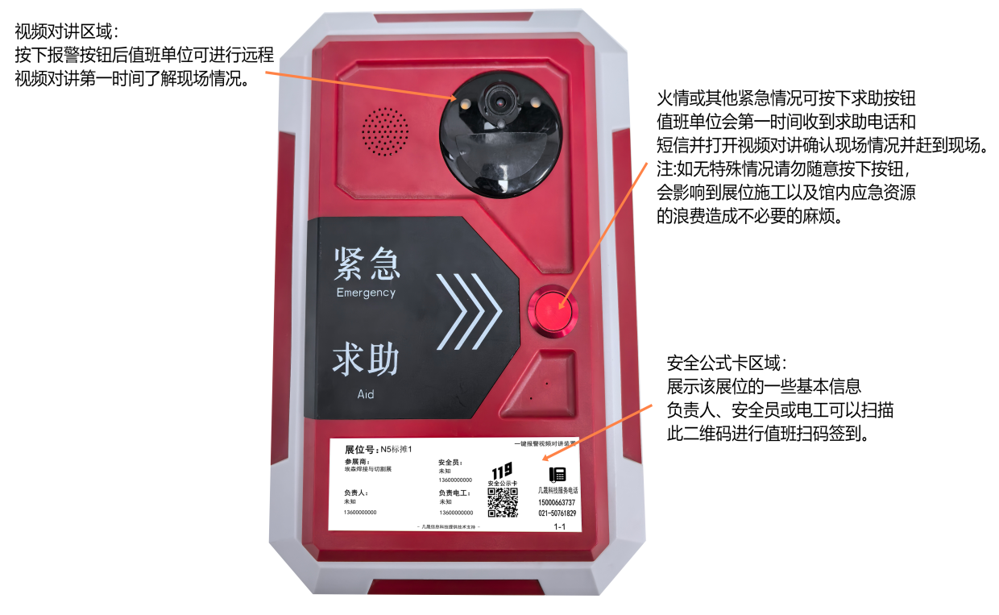 视频对讲区域：
按下报警按钮后值班单位可进行远程
视频对讲第一时间了解现场情况。
火情或其他紧急情况可按下求助按钮
值班单位会第一时间收到求助电话和
短信并打开视频对讲确认现场情况并赶到现场。
注:如无特殊情况请勿随意按下按钮，
会影响到展位施工以及馆内应急资源
的浪费造成不必要的麻烦。
紧急
Emergency
求助
Aid
安全公式卡区域：
展示该展位的一些基本信息
负责人、安全员或电工可以扫描
此二维码进行值班扫码签到。
一键报警视频对讲装置
展位号：N5标摊1
参展商：
埃森焊接与切割展
安全员：
未知
13600000000
负责人：
未知
13600000000
负责电工：
未知
13600000000
119
安全公示卡
几晟科技服务电话
15000663737
021-50761829
- 几晟信息科技提供技术支持 -
1-1